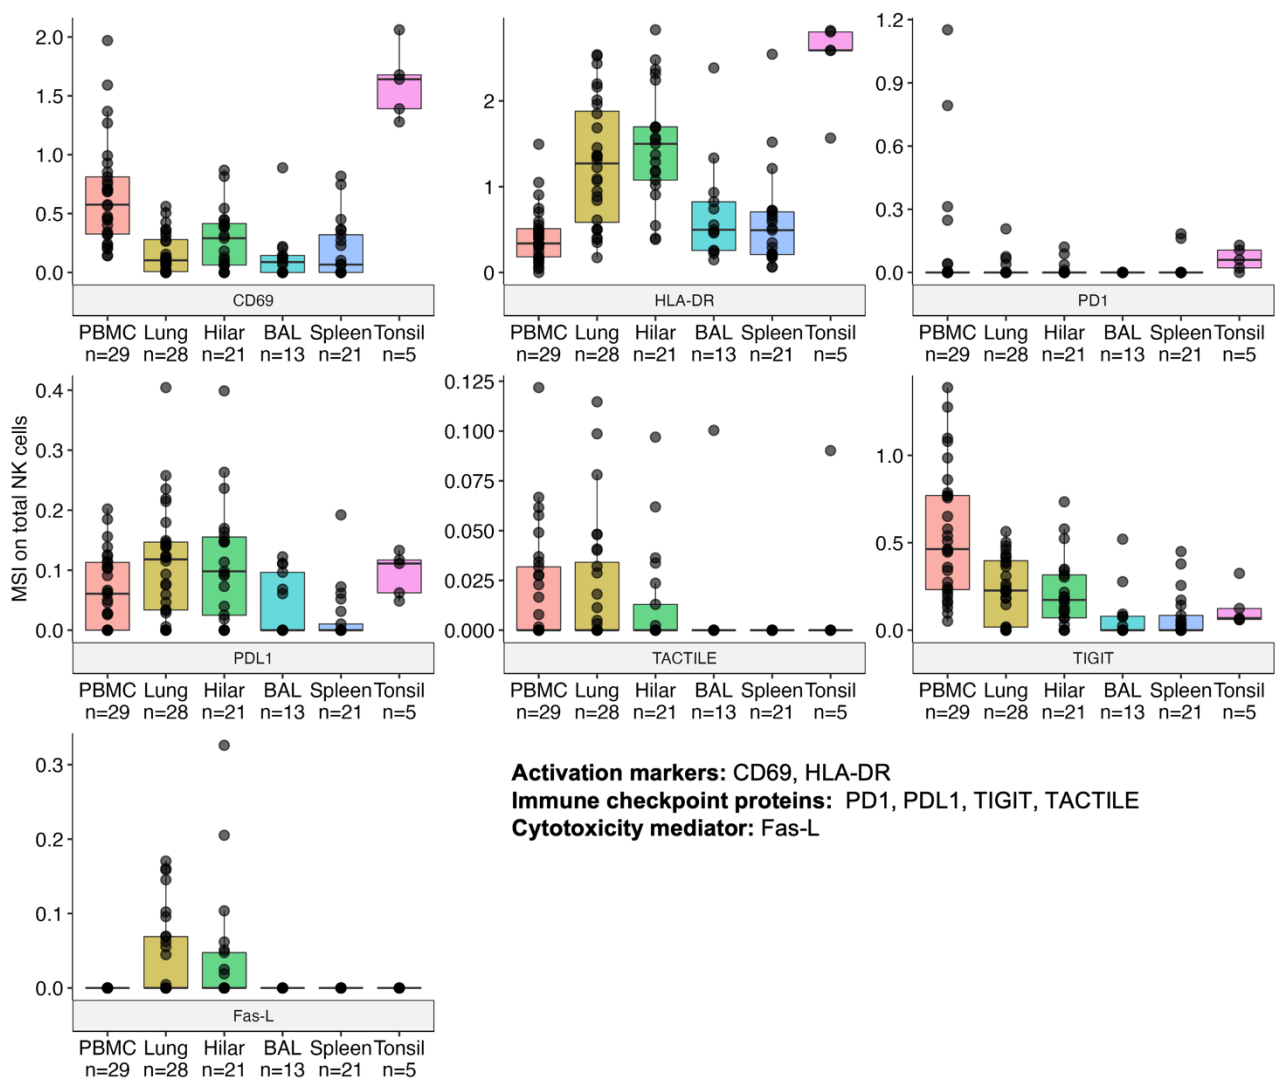 2.0
1.5
1.0
0.5
0.0
CD69
PBMC Lung Hilar BAL Spleen Tonsil
n=29 n=28 n=21 n=13 n=21 n=5
2
1
0
HLA-DR
PBMC Lung Hilar BAL Spleen Tonsil
n=29 n=28 n=21 n=13 n=21 n=5
1.2
0.9
0.6
0.3
0.0
PD1
PBMC Lung Hilar BAL Spleen Tonsil
n=29 n=28 n=21 n=13 n=21 n=5
MSI on total NK cells
0.4
0.3
0.2
0.1
0.0
PDL1
PBMC Lung Hilar BAL Spleen Tonsil
n=29 n=28 n=21 n=13 n=21 n=5
0.125
0.100
0.075
0.050
0.025
0.000
TACTILE
PBMC Lung Hilar BAL Spleen Tonsil
n=29 n=28 n=21 n=13 n=21 n=5
1.0
0.5
0.0
TIGIT
PBMC Lung Hilar BAL Spleen Tonsil
n=29 n=28 n=21 n=13 n=21 n=5
0.3
0.2
0.1
0.0
Fas-L
PBMC Lung Hilar BAL Spleen Tonsil
n=29 n=28 n=21 n=13 n=21 n=5
Activation markers: CD69, HLA-DR
Immune checkpoint proteins: PD1, PDL1, TIGIT, TACTILE
Cytotoxicity mediator: Fas-L